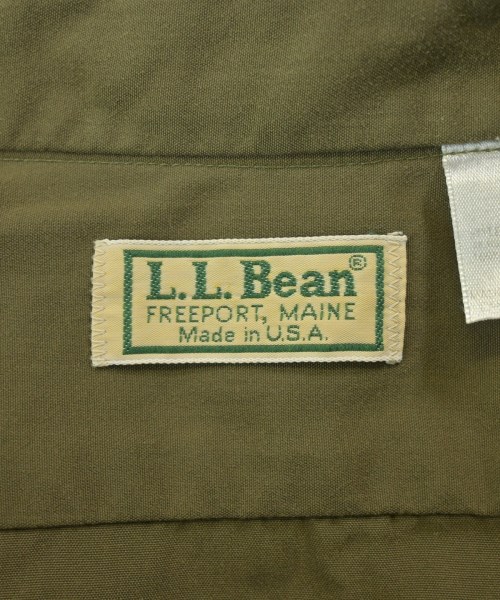 L.L. Bean®
FREEPORT, MAINE
Made in U.S.A.